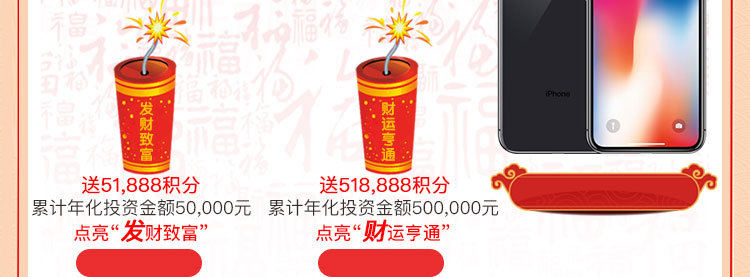 发财致富
财运亨通
iPhone
送51,888积分
累计年化投资金额50,000元
点亮“发财致富”
送518,888积分
累计年化投资金额500,000元
点亮“财运亨通”